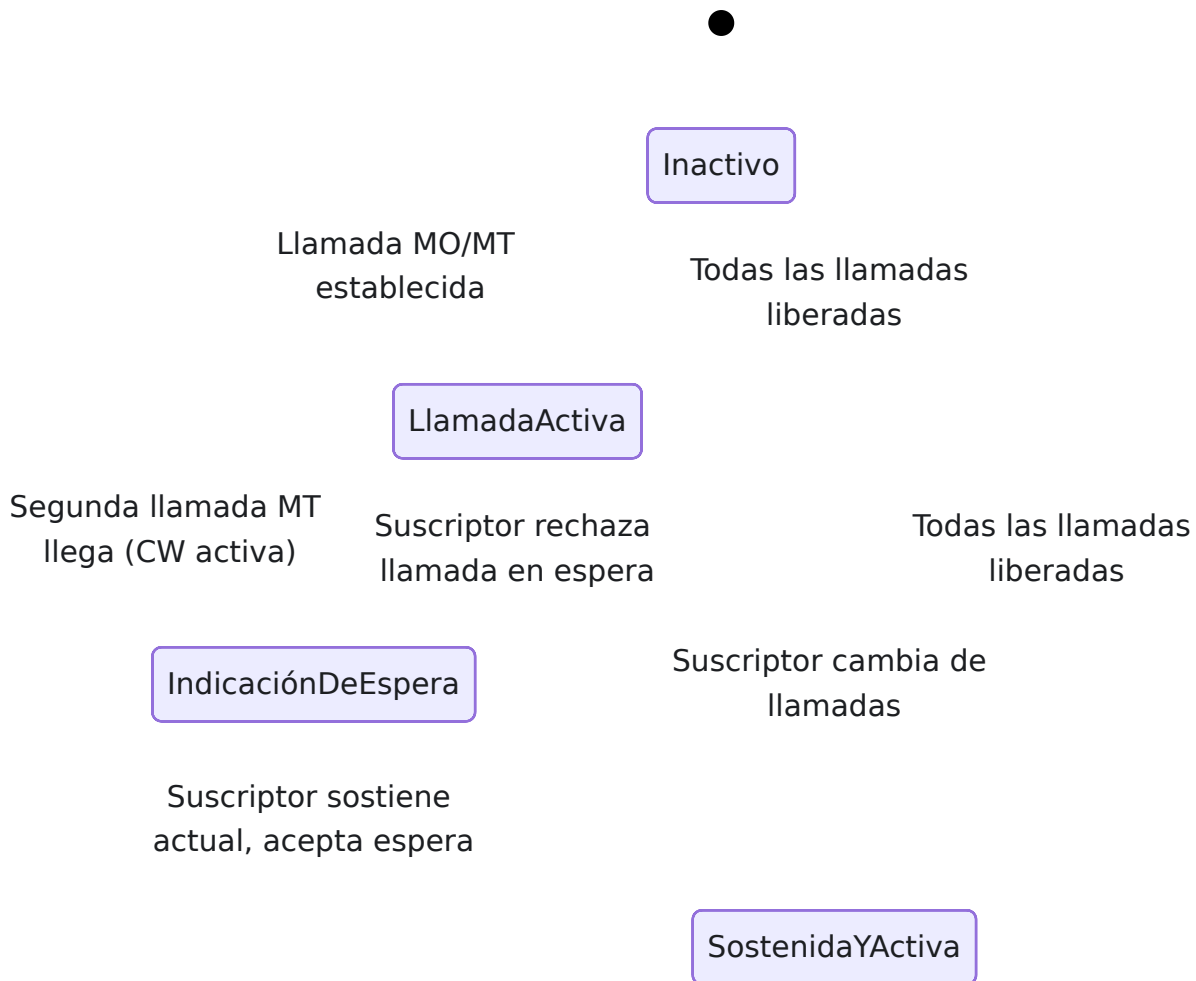 Inactivo
Llamada MO/MT
establecida
Todas las llamadas
liberadas
LlamadaActiva
Segunda llamada MT
llega (CW activa)
Suscriptor rechaza
llamada en espera
Todas las llamadas
liberadas
IndicaciónDeEspera
Suscriptor cambia de
llamadas
Suscriptor sostiene
actual, acepta espera
SostenidaYActiva